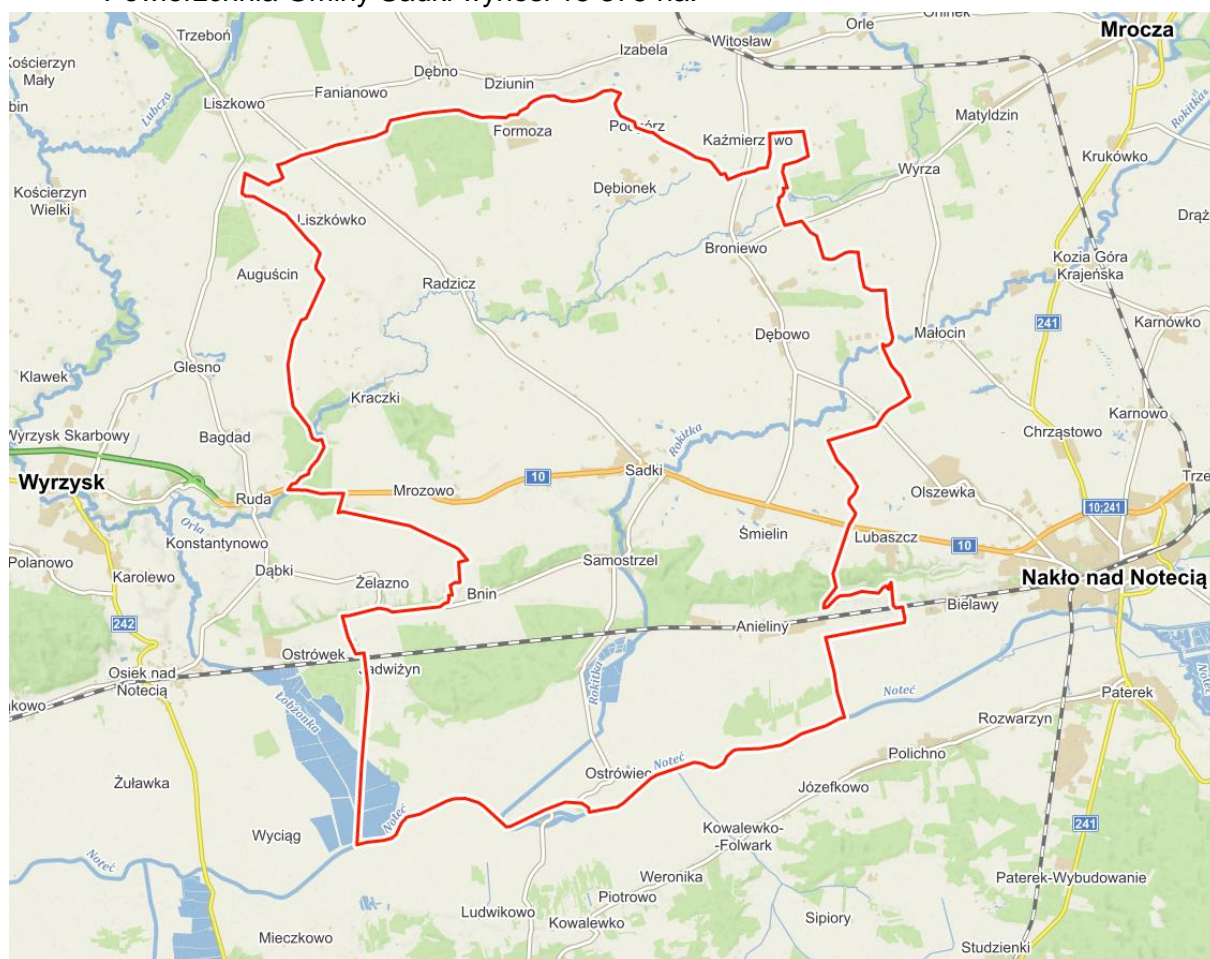 Trzeboń
Izabela
Witosław
Orle
Mrocza
Kościerzyn
Mały
Lubcza
Dębno
Dziunin
Liszkowo
Fanianowo
Formoza
Matyldzin
Rokitka
Kaźmierzewo
Krukówko
Kościerzyn
Wielki
Dębionek
Wyrza
Liszkówko
Broniewo
Kozia Góra
Krajeńska
Auguścin
Radzicz
241
Karnówko
Dębowo
Małocin
Glesno
Klawek
Kraczki
Karnowo
Wyrzysk Skarbowy
Bagdad
Rokitka
Chrząstowo
Wyrzysk
Sadki
10
Mrozowo
Ruda
Olszewka
10;241
Orla
Konstantynowo
Śmielin
Lubaszcz
10
Polanowo
Karolewo
Dąbki
Żelazno
Samostrzel
Nakło nad Notecią
Bnin
Bielawy
242
Anieliny
Ostrówek
Jadwiżyn
Osiek nad
Notecią
Rokitka
Noteć
Paterek
Łobżonka
Rozwarzyn
Polichno
Żuławka
Ostrówiec
Noteć
Józefkowo
Noteć
Wyciąg
Kowalewko-
-Folwark
241
Noteć
Weronika
Paterek-Wybudowanie
Piotrowo
Ludwikowo
Sipiory
Kowalewko
Mieczkowo
Studzienki